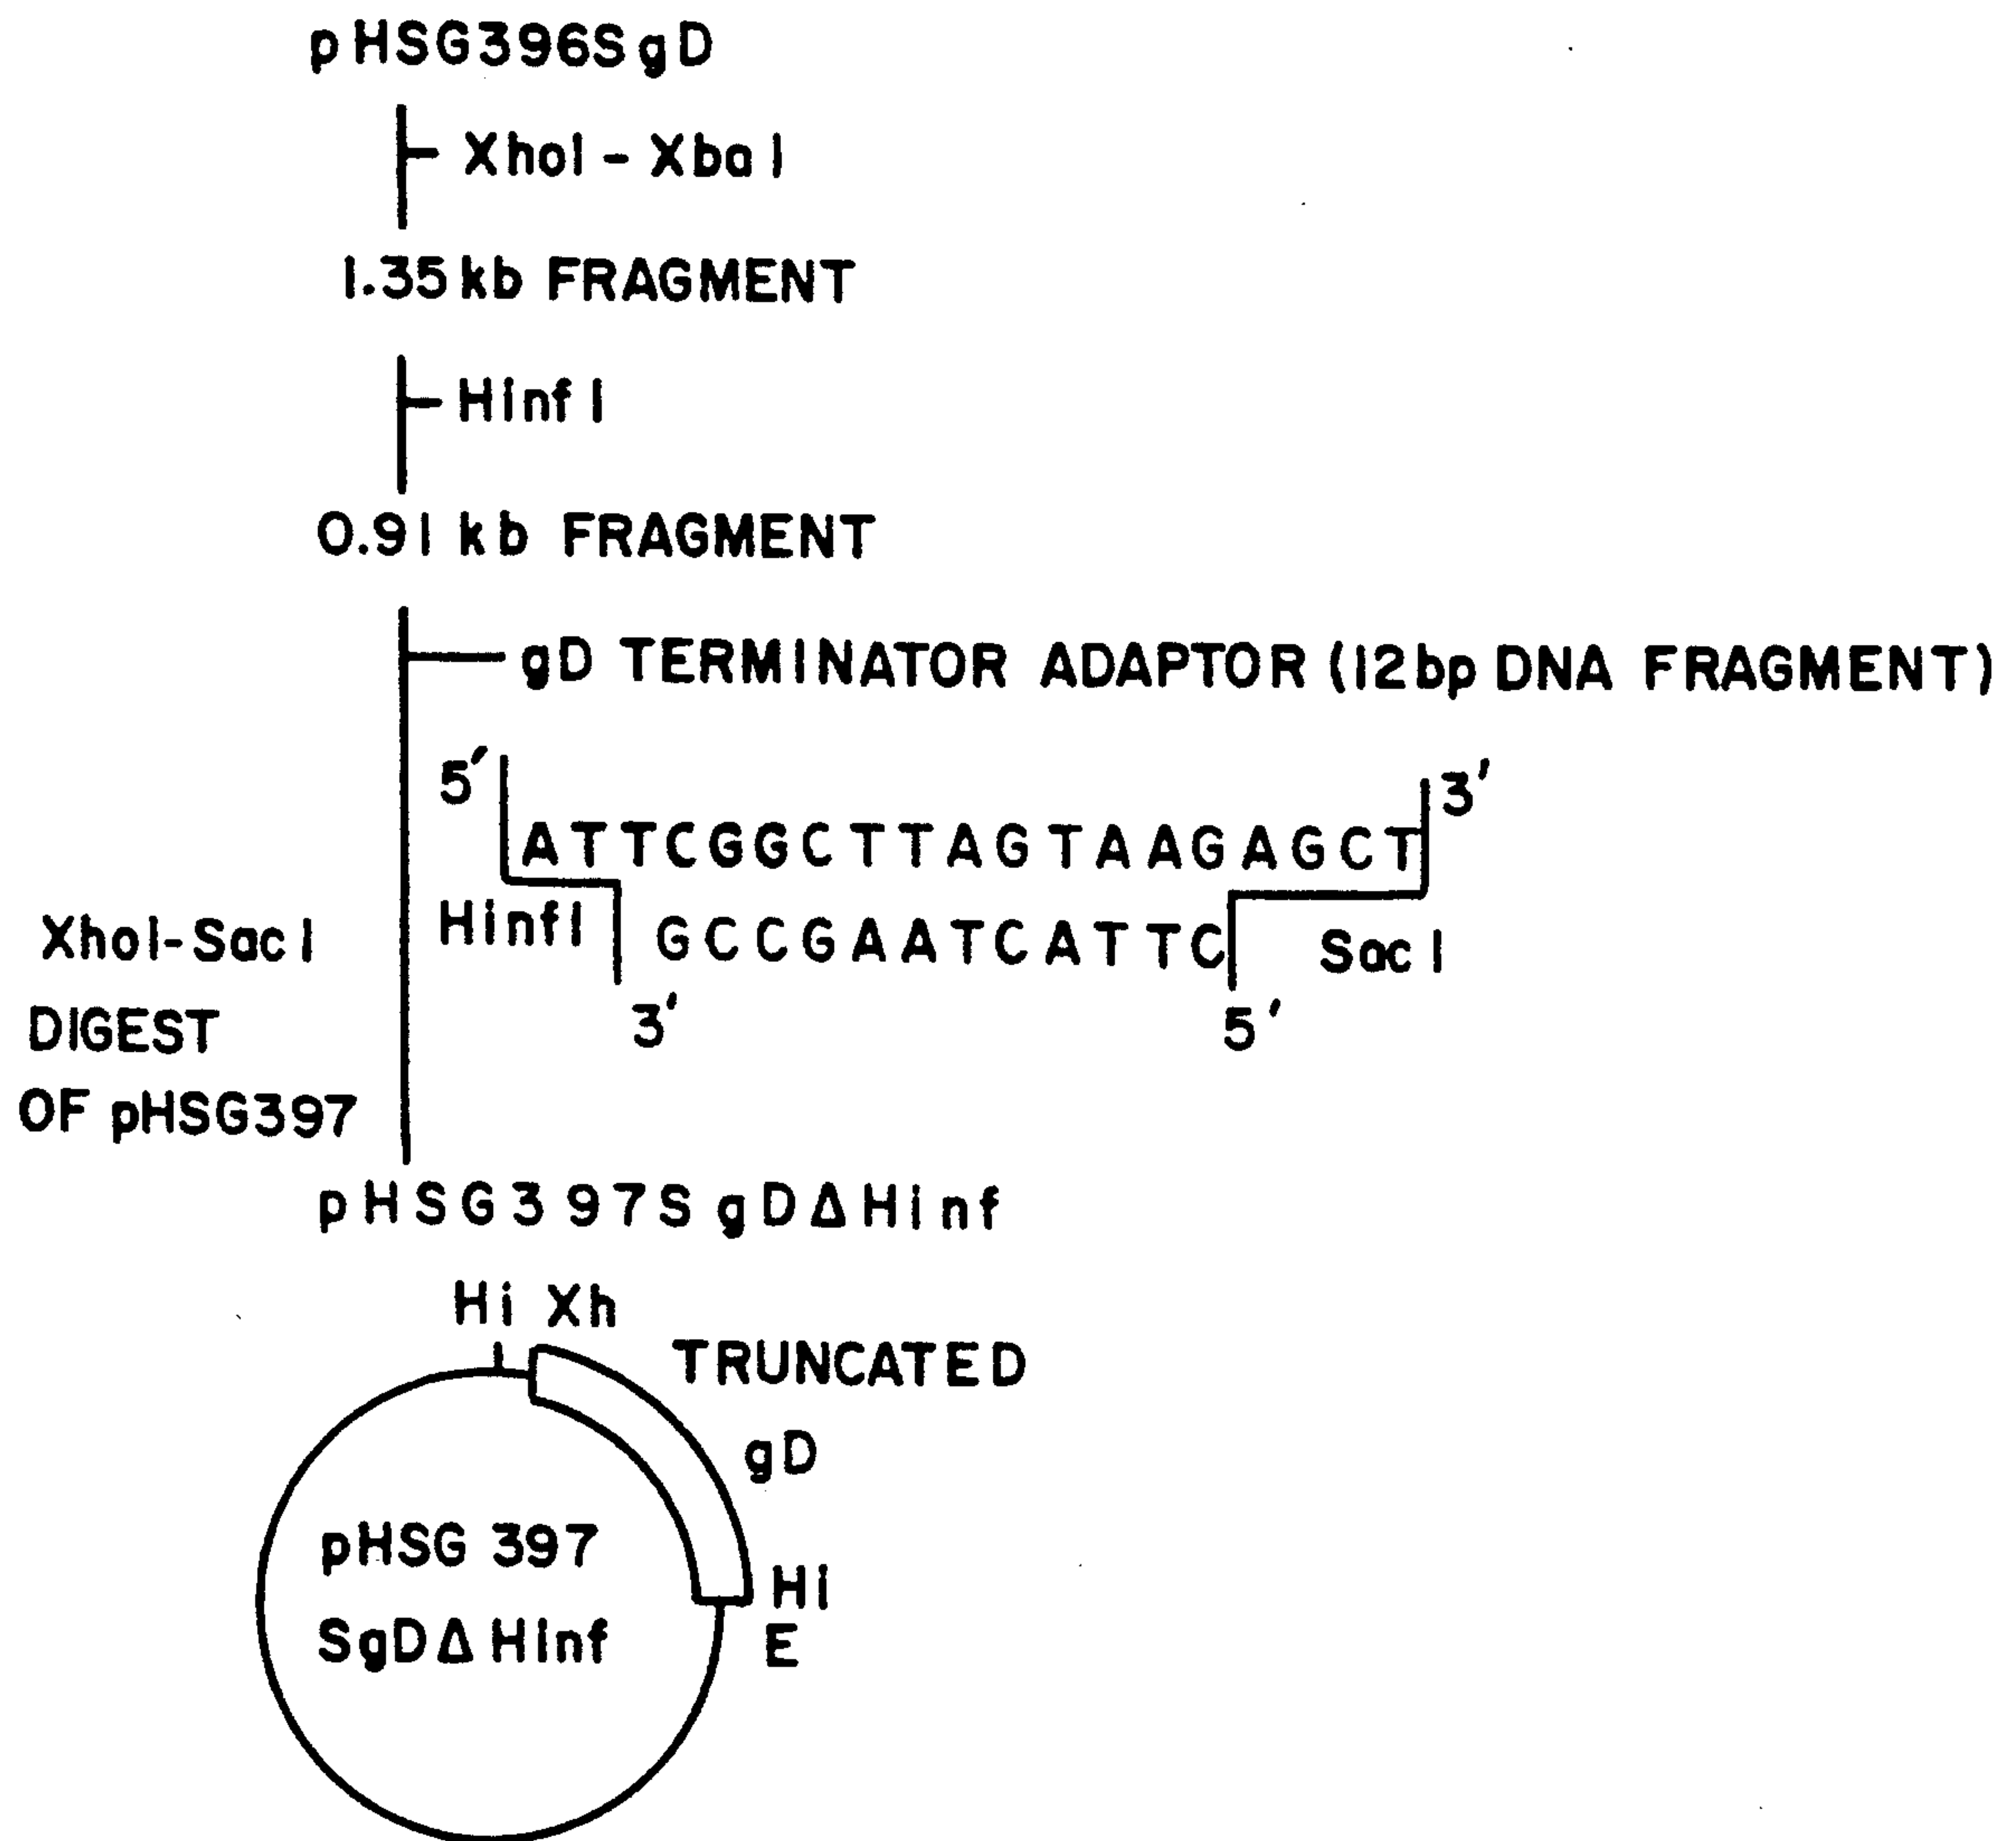 pHSG396SgD
XhoI - XbaI
1.35 kb FRAGMENT
HinfI
0.91 kb FRAGMENT
gD TERMINATOR ADAPTOR (12bp DNA FRAGMENT)
5′ 3′
ATTCGGCTTAGTAAGAGCT
HinfI GCCGAATCATTC SacI
3′ 5′
XhoI-SacI
DIGEST
OF pHSG397
pHSG397SgDΔHinf
Hi Xh
TRUNCATED
gD
pHSG 397
SgDΔHinf
Hi
E